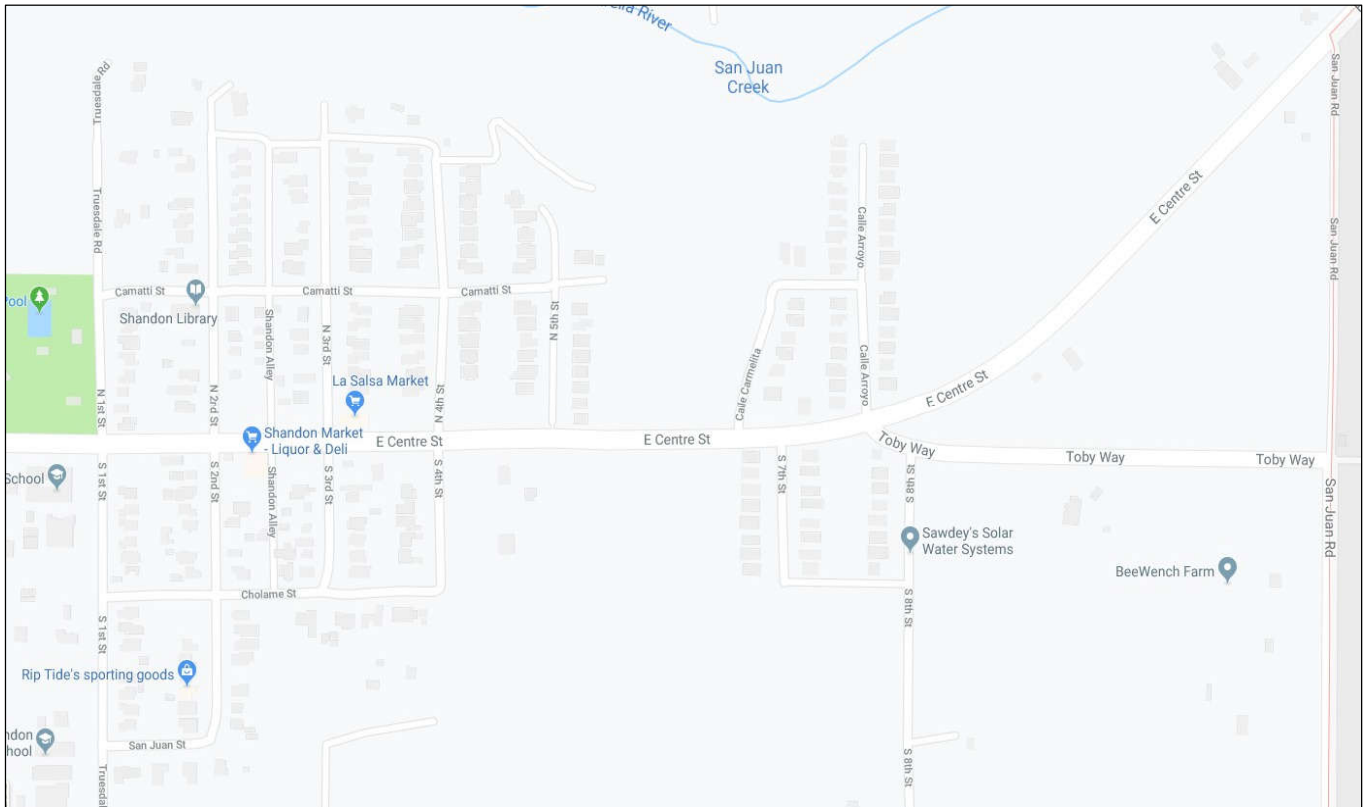 River
San Juan
Creek
San Juan Rd
Truesdale Rd
Truesdale Rd
Calle Arroyo
E Centre St
San Juan Rd
Camatti St
Camatti St
Camatti St
Shandon Library
N 5th St
Shandon Alley
N 3rd St
Calle Arroyo
Calle Carmelita
La Salsa Market
N 1st St
N 2nd St
N 4th St
E Centre St
Shandon Market
- Liquor & Deli
E Centre St
E Centre St
Toby Way
Toby Way
Toby Way
School
S 1st St
S 2nd St
Shandon Alley
S 3rd St
S 4th St
S 7th St
S 8th St
San Juan Rd
Sawdey's Solar
Water Systems
BeeWench Farm
Cholame St
S 1st St
S 8th St
Rip Tide's sporting goods
San Juan St
S 8th St